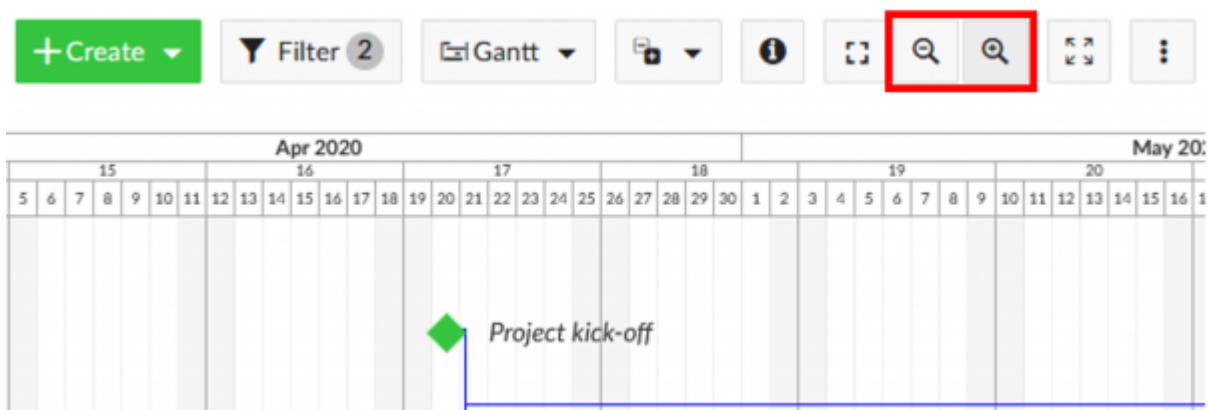 + Create
Filter 2
Gantt
Apr 2020
May 202
15 16 17 18 19 20
5 6 7 8 9 10 11 12 13 14 15 16 17 18 19 20 21 22 23 24 25 26 27 28 29 30 1 2 3 4 5 6 7 8 9 10 11 12 13 14 15 16 1
Project kick-off